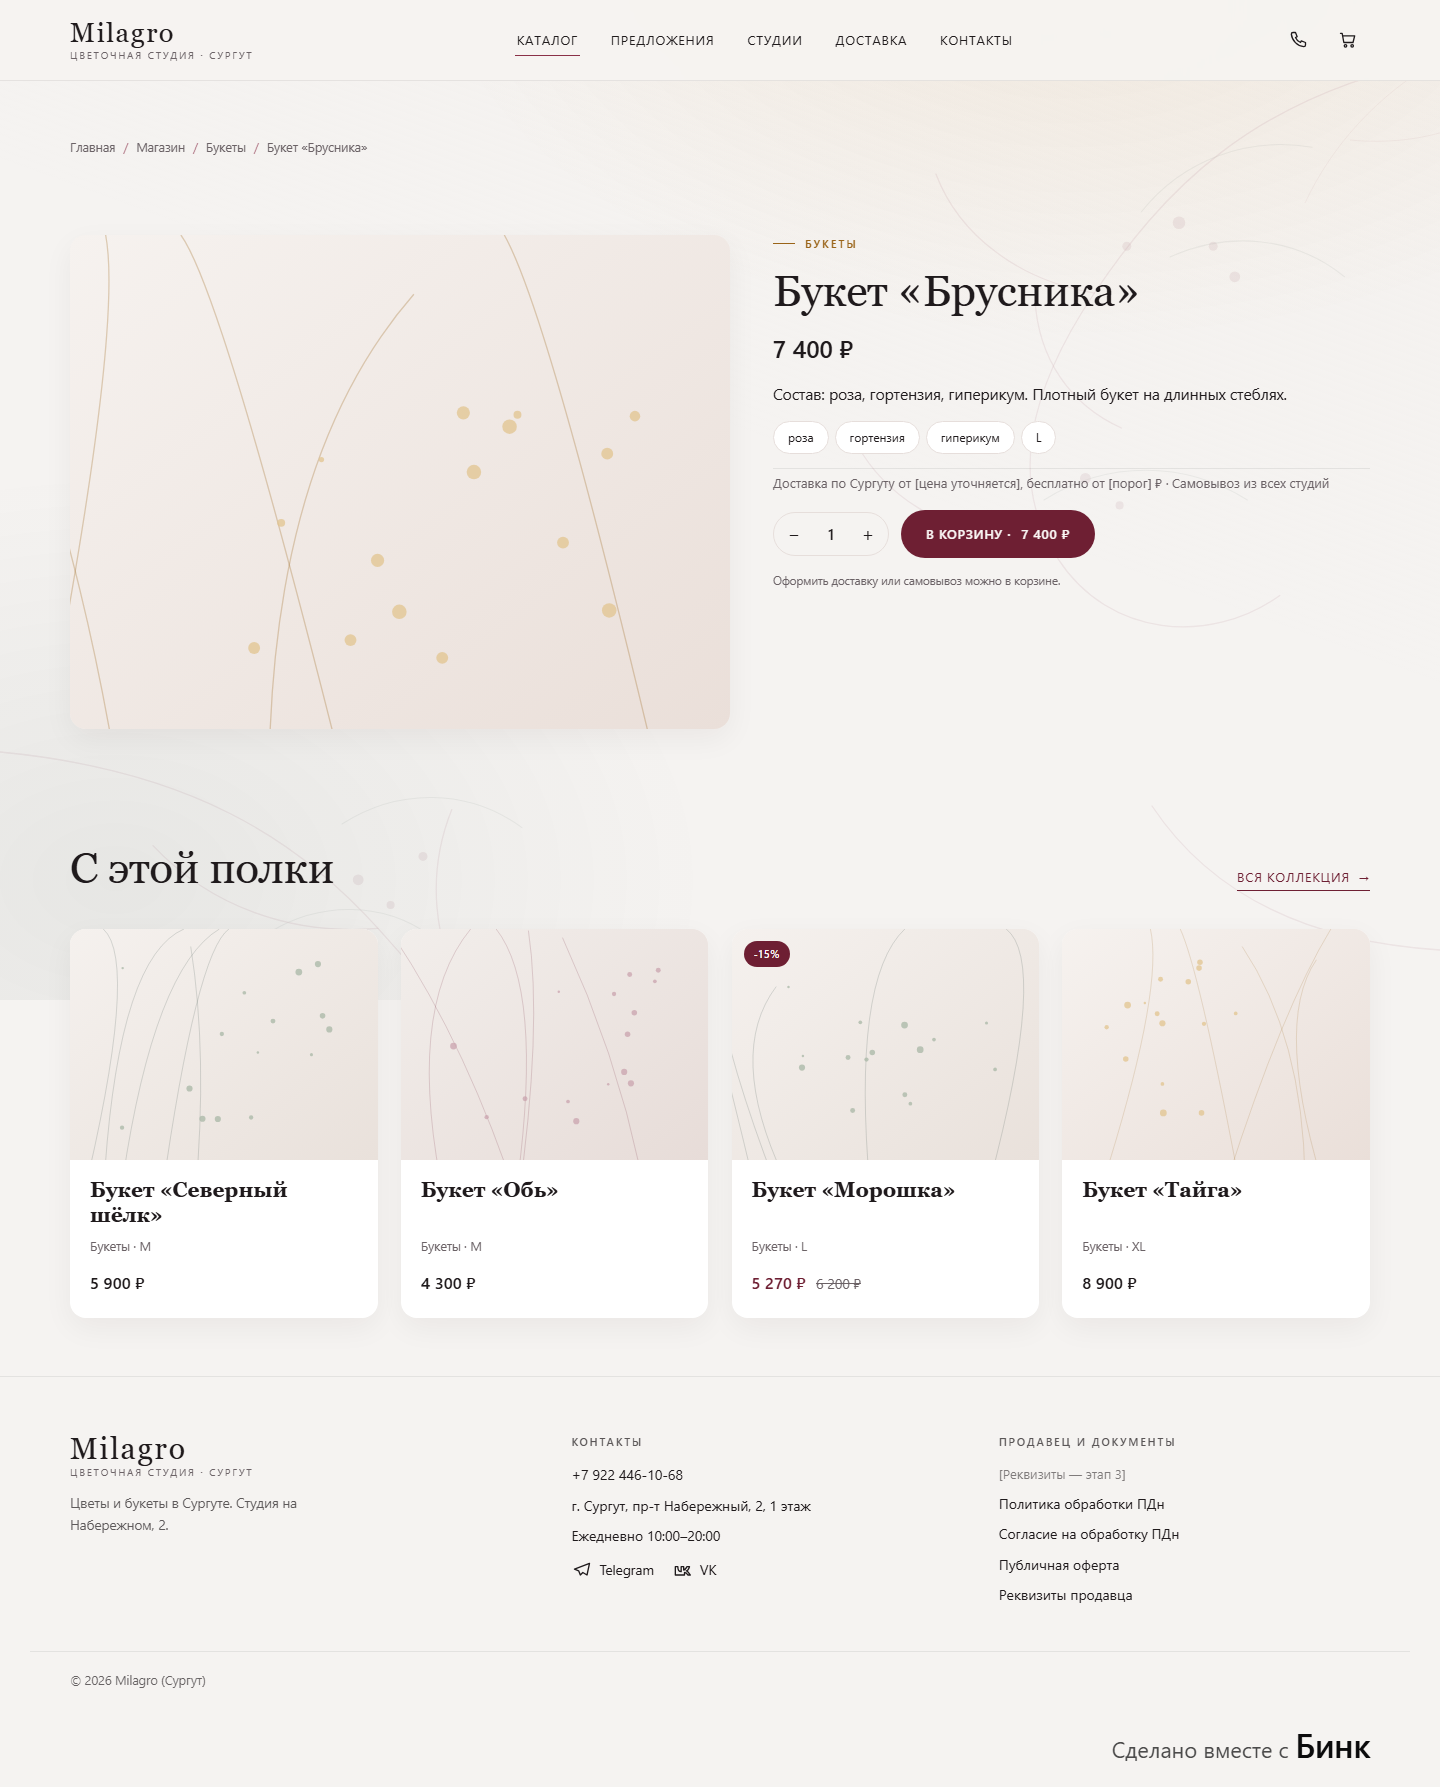 Milagro
ЦВЕТОЧНАЯ СТУДИЯ · СУРГУТ
КАТАЛОГ ПРЕДЛОЖЕНИЯ СТУДИИ ДОСТАВКА КОНТАКТЫ
Главная / Магазин / Букеты / Букет «Брусника»
БУКЕТЫ
Букет «Брусника»
7 400 ₽
Состав: роза, гортензия, гиперикум. Плотный букет на длинных стеблях.
роза гортензия гиперикум L
Доставка по Сургуту от [цена уточняется], бесплатно от [порог] ₽ · Самовывоз из всех студий
− 1 + В КОРЗИНУ · 7 400 ₽
Оформить доставку или самовывоз можно в корзине.
С этой полки
ВСЯ КОЛЛЕКЦИЯ →
Букет «Северный
шёлк»
Букеты · M
5 900 ₽
Букет «Обь»
Букеты · M
4 300 ₽
-15%
Букет «Морошка»
Букеты · L
5 270 ₽ 6 200 ₽
Букет «Тайга»
Букеты · XL
8 900 ₽
Milagro
ЦВЕТОЧНАЯ СТУДИЯ · СУРГУТ
Цветы и букеты в Сургуте. Студия на
Набережном, 2.
КОНТАКТЫ
+7 922 446-10-68
г. Сургут, пр-т Набережный, 2, 1 этаж
Ежедневно 10:00–20:00
Telegram VK
ПРОДАВЕЦ И ДОКУМЕНТЫ
[Реквизиты — этап 3]
Политика обработки ПДн
Согласие на обработку ПДн
Публичная оферта
Реквизиты продавца
© 2026 Milagro (Сургут)
Сделано вместе с Бинк